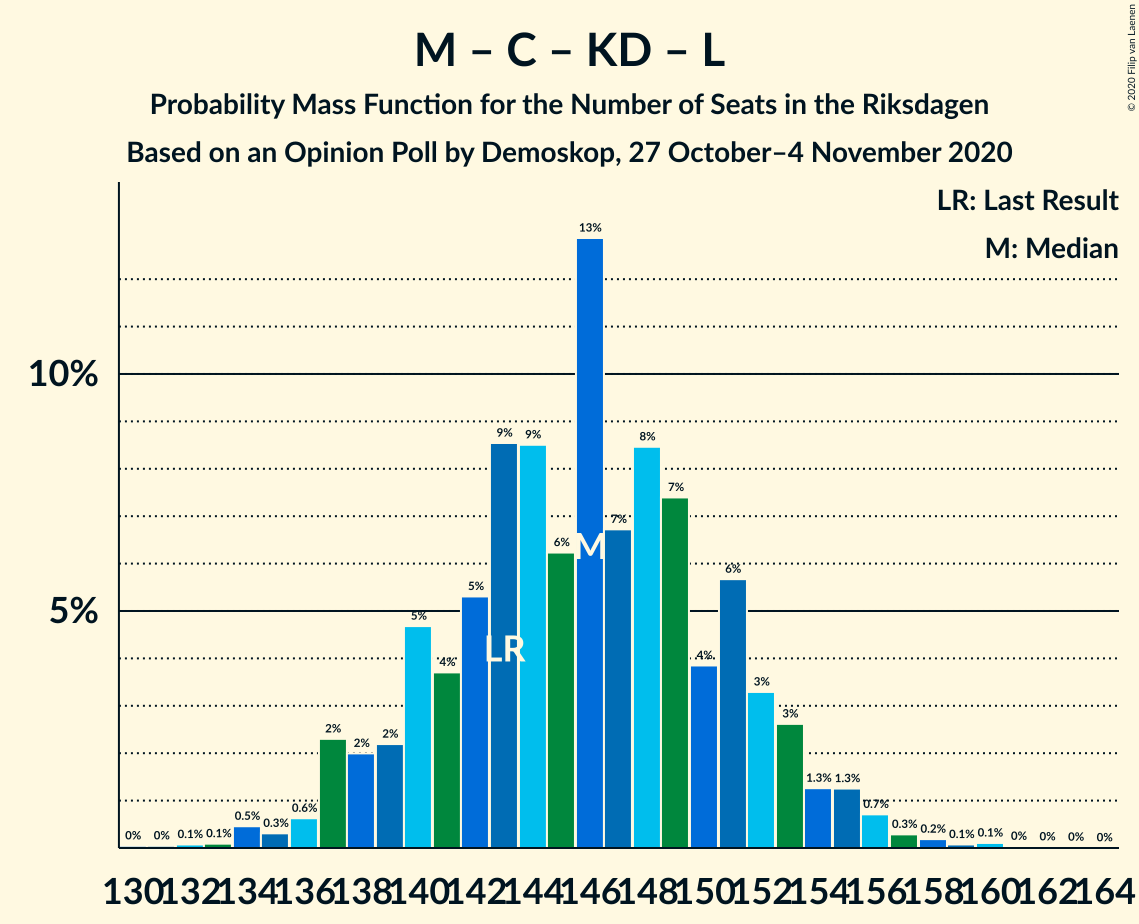 M – C – KD – L
Probability Mass Function for the Number of Seats in the Riksdagen
Based on an Opinion Poll by Demoskop, 27 October–4 November 2020
© 2020 Filip van Laenen
LR: Last Result
M: Median
10%
5%
0% 0% 0.1% 0.1% 0.5% 0.3% 0.6% 2% 2% 2% 5% 4% 5% 9% 9% 6% 13% 7% 8% 7% 4% 6% 3% 3% 1.3% 1.3% 0.7% 0.3% 0.2% 0.1% 0.1% 0% 0% 0% 0%
M
LR
130 132 134 136 138 140 142 144 146 148 150 152 154 156 158 160 162 164